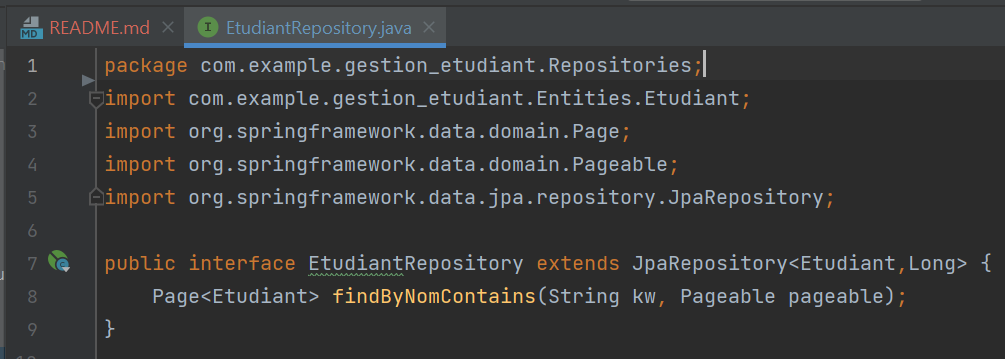 README.md EtudiantRepository.java
1 package com.example.gestion_etudiant.Repositories;
2 import com.example.gestion_etudiant.Entities.Etudiant;
3 import org.springframework.data.domain.Page;
4 import org.springframework.data.domain.Pageable;
5 import org.springframework.data.jpa.repository.JpaRepository;
6
7 public interface EtudiantRepository extends JpaRepository<Etudiant,Long> {
8 Page<Etudiant> findByNomContains(String kw, Pageable pageable);
9 }